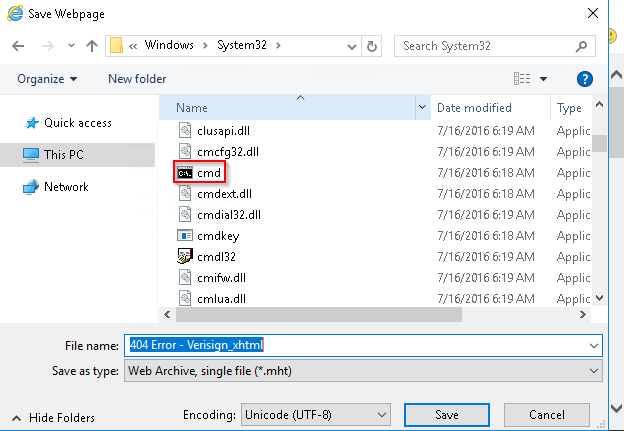 Save Webpage
« Windows > System32 >
Search System32
Organize
New folder
?
Name
Date modified
Type
Quick access
This PC
Network
clusapi.dll 7/16/2016 6:19 AM Applic
cmcfg32.dll 7/16/2016 6:19 AM Applic
C:\. cmd 7/16/2016 6:18 AM Applic
cmdext.dll 7/16/2016 6:18 AM Applic
cmdial32.dll 7/16/2016 6:19 AM Applic
cmdkey 7/16/2016 6:18 AM Applic
cmdl32 7/16/2016 6:19 AM Applic
cmifw.dll 7/16/2016 6:19 AM Applic
cmlua.dll 7/16/2016 6:19 AM Applic
File name: 404 Error - Verisign_xhtml
Save as type: Web Archive, single file (*.mht)
Hide Folders
Encoding: Unicode (UTF-8)
Save
Cancel